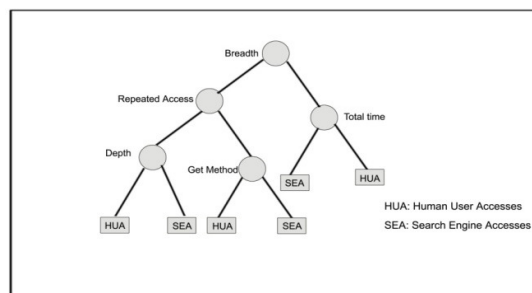 Breadth
Repeated Access
Total time
Depth
Get Method
SEA
HUA
HUA
SEA
HUA
SEA
HUA: Human User Accesses
SEA: Search Engine Accesses